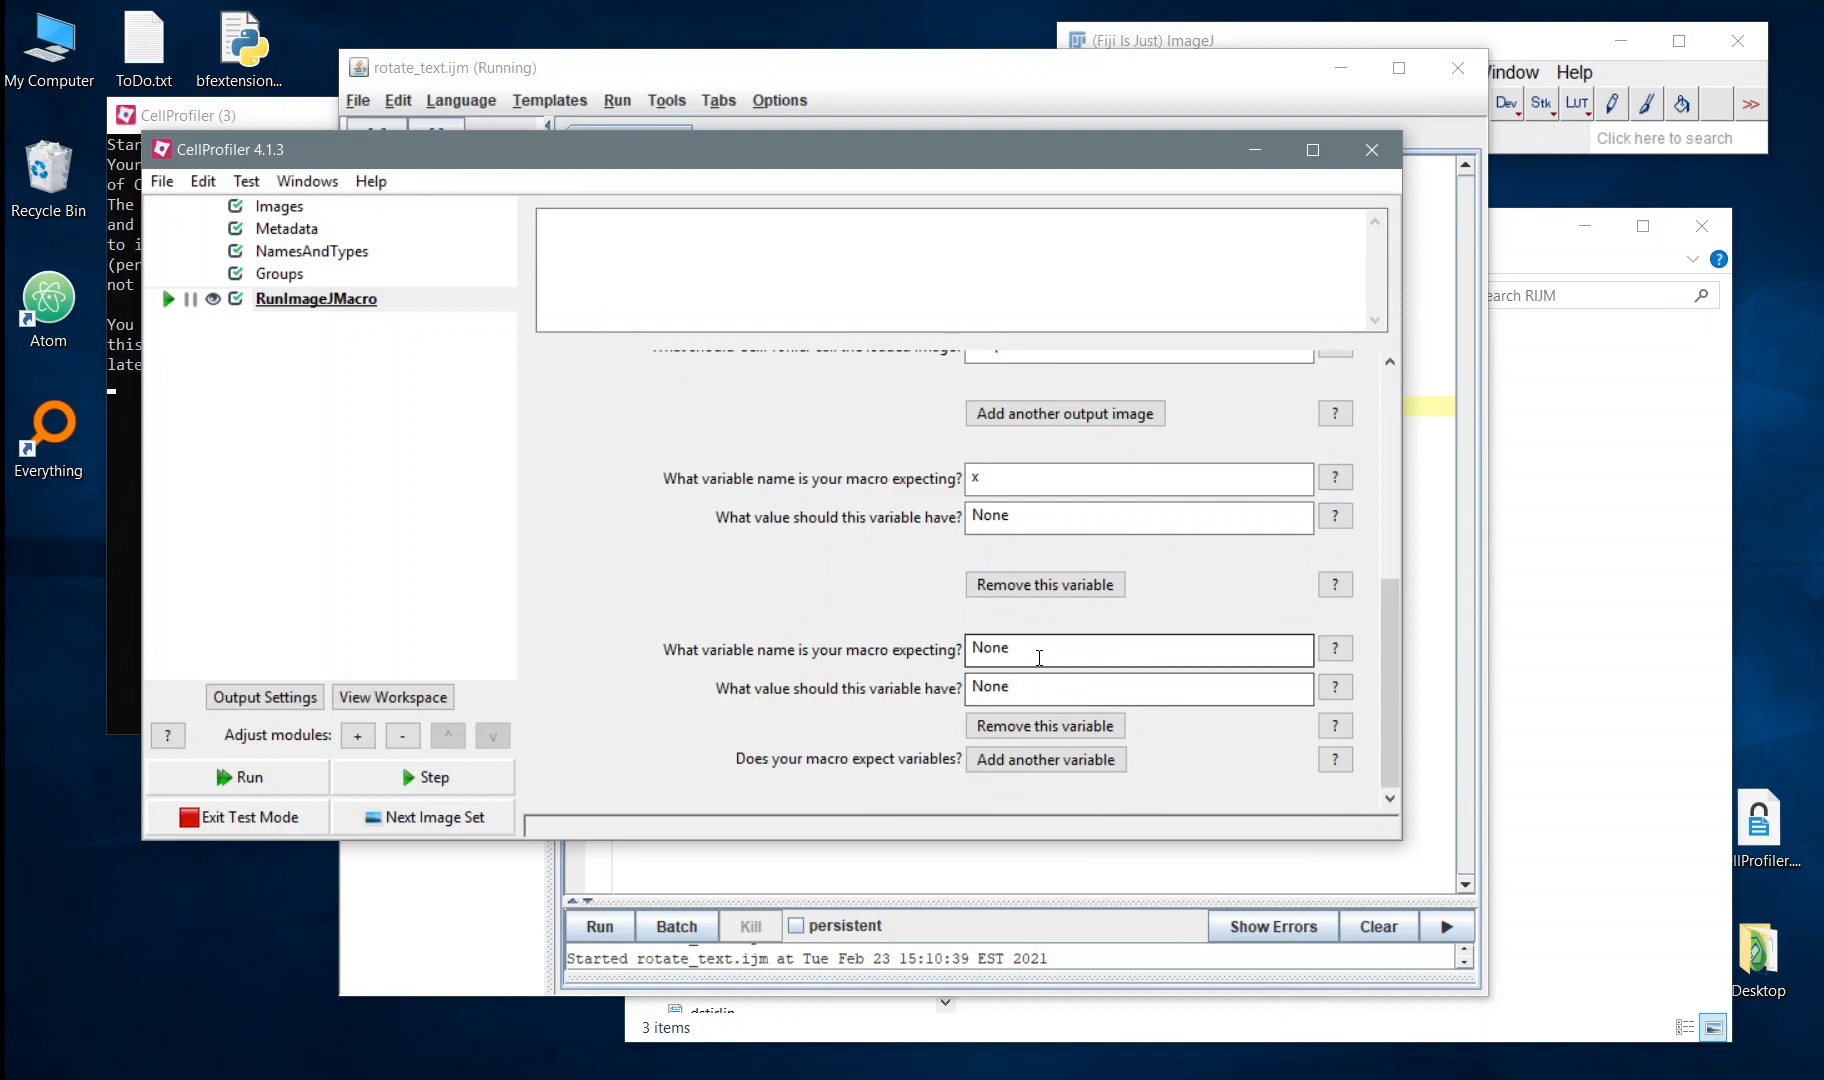 My Computer
ToDo.txt
bfextension...
Recycle Bin
Atom
Everything
(Fiji Is Just) ImageJ
Window Help
Dev Stk LUT >>
Click here to search
rotate_text.ijm (Running)
File Edit Language Templates Run Tools Tabs Options
CellProfiler (3)
Star
Your
of C
The
and
to i
(per
not
You
this
late
CellProfiler 4.1.3
File Edit Test Windows Help
Images
Metadata
NamesAndTypes
Groups
RunImageJMacro
Add another output image ?
What variable name is your macro expecting? x ?
What value should this variable have? None ?
Remove this variable ?
What variable name is your macro expecting? None ?
What value should this variable have? None ?
Remove this variable ?
Does your macro expect variables? Add another variable ?
Output Settings View Workspace
? Adjust modules: + - ^ v
Run Step
Exit Test Mode Next Image Set
earch RIJM
?
Run Batch Kill persistent Show Errors Clear
Started rotate_text.ijm at Tue Feb 23 15:10:39 EST 2021
3 items
llProfiler....
Desktop